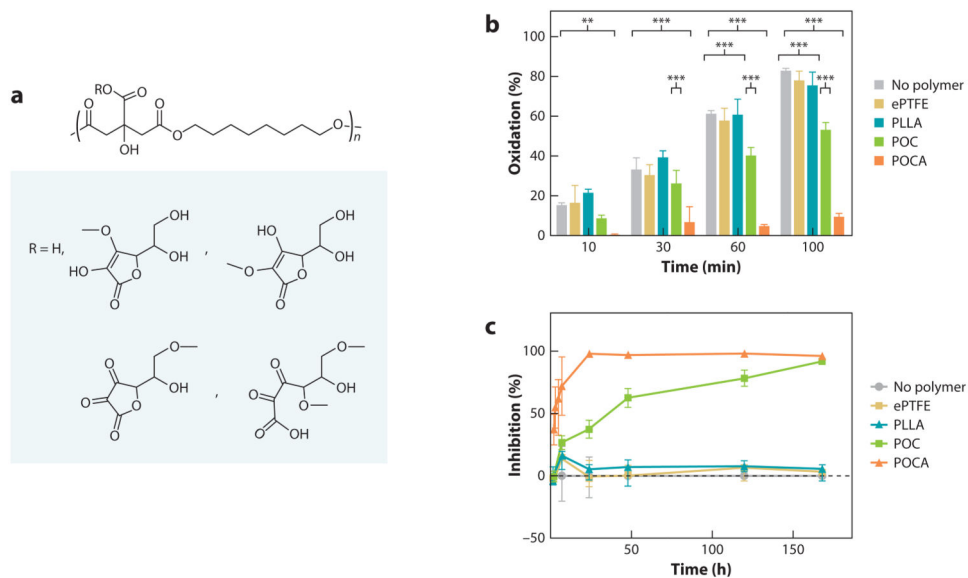 a
RO
O
O
O
O
O
OH
n
R = H,
O
HO
O
O
OH
OH
,
HO
O
O
O
OH
OH
O
O
O
O
O
OH
,
O
O
O
OH
O
O
O
OH
b
Oxidation (%)
100
80
60
40
20
0
**
***
***
***
***
***
***
***
***
10
30
60
100
Time (min)
No polymer
ePTFE
PLLA
POC
POCA
c
Inhibition (%)
100
50
0
−50
50
100
150
Time (h)
No polymer
ePTFE
PLLA
POC
POCA